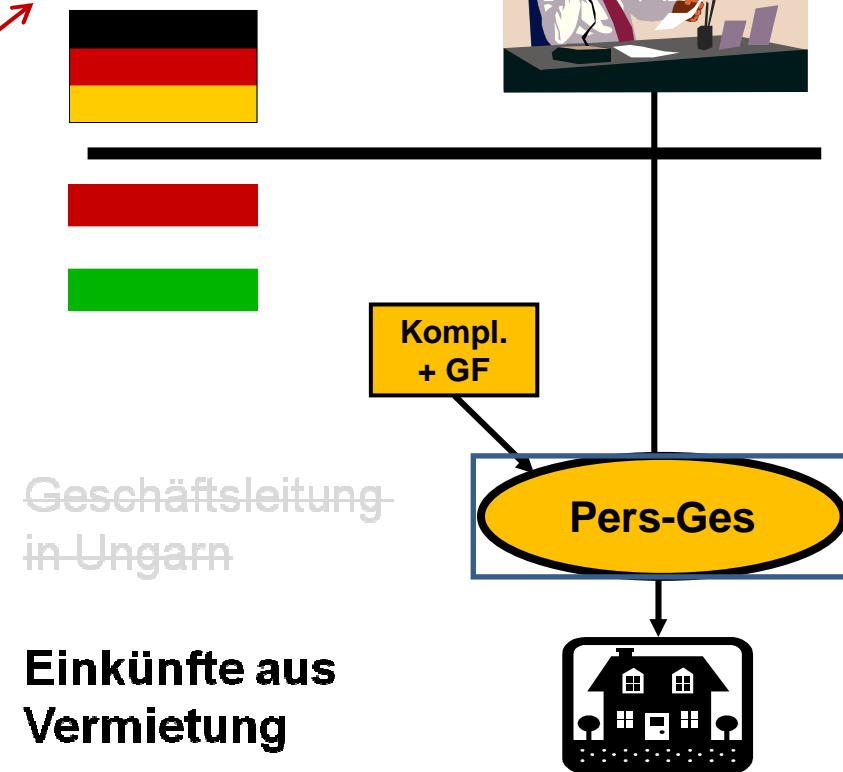 Kompl.
+ GF
Pers-Ges
Geschäftsleitung
in Ungarn
Einkünfte aus
Vermietung